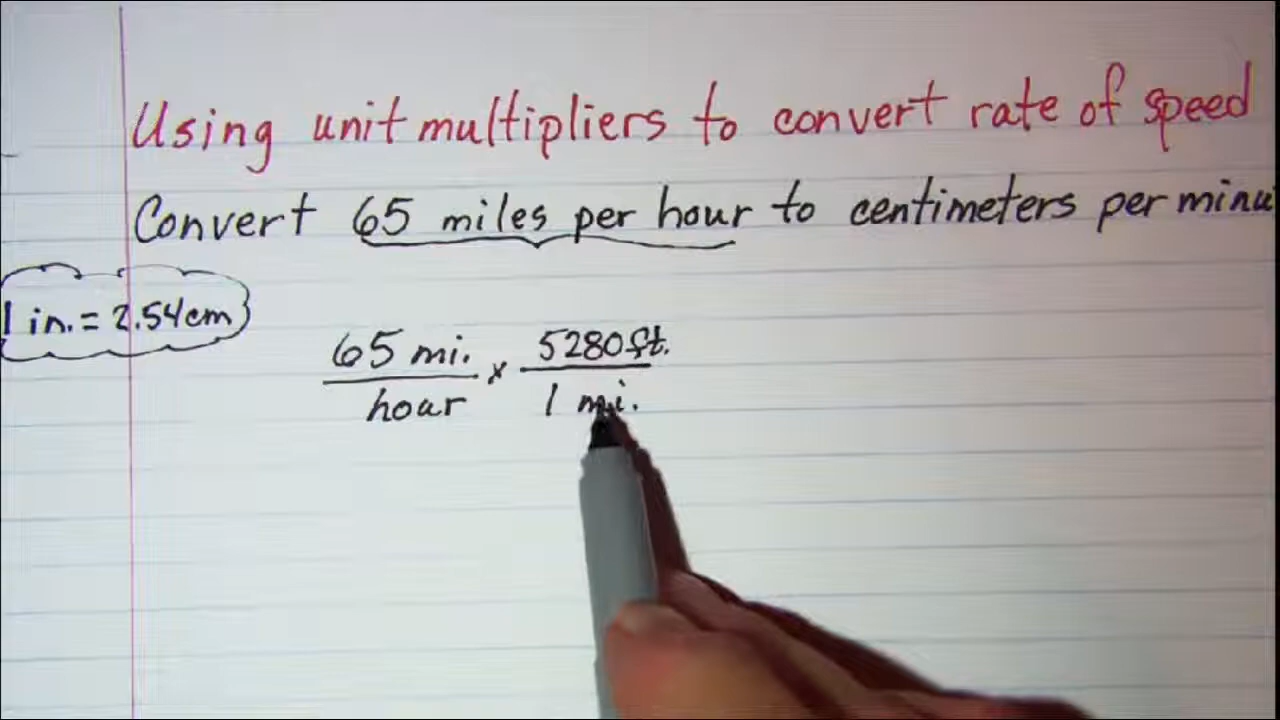 Using unit multipliers to convert rate of speed
Convert 65 miles per hour to centimeters per minu
1 in. = 2.54cm
65 mi. × 5280 ft.
hour 1 mi.